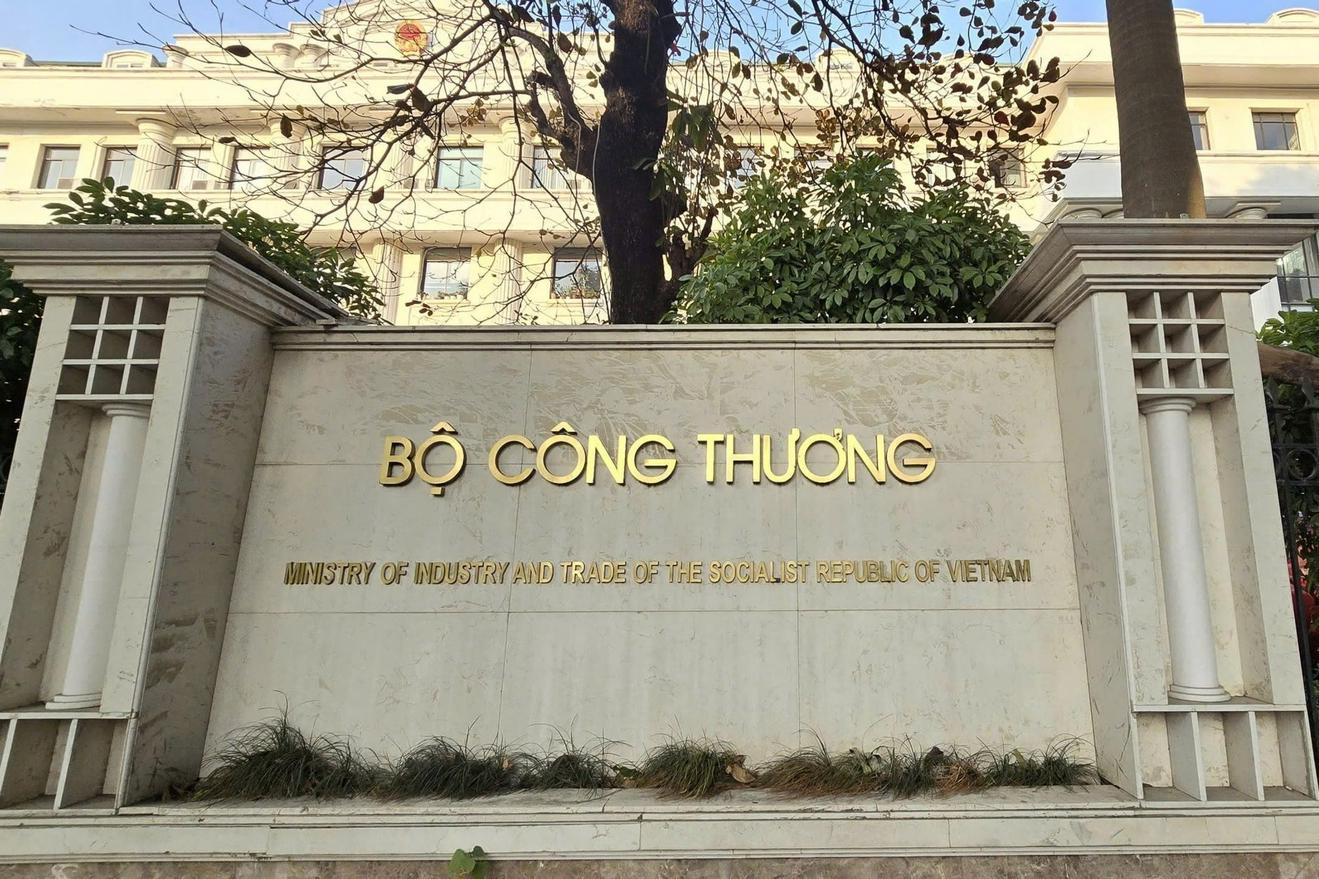 BỘ CÔNG THƯƠNG
MINISTRY OF INDUSTRY AND TRADE OF THE SOCIALIST REPUBLIC OF VIETNAM